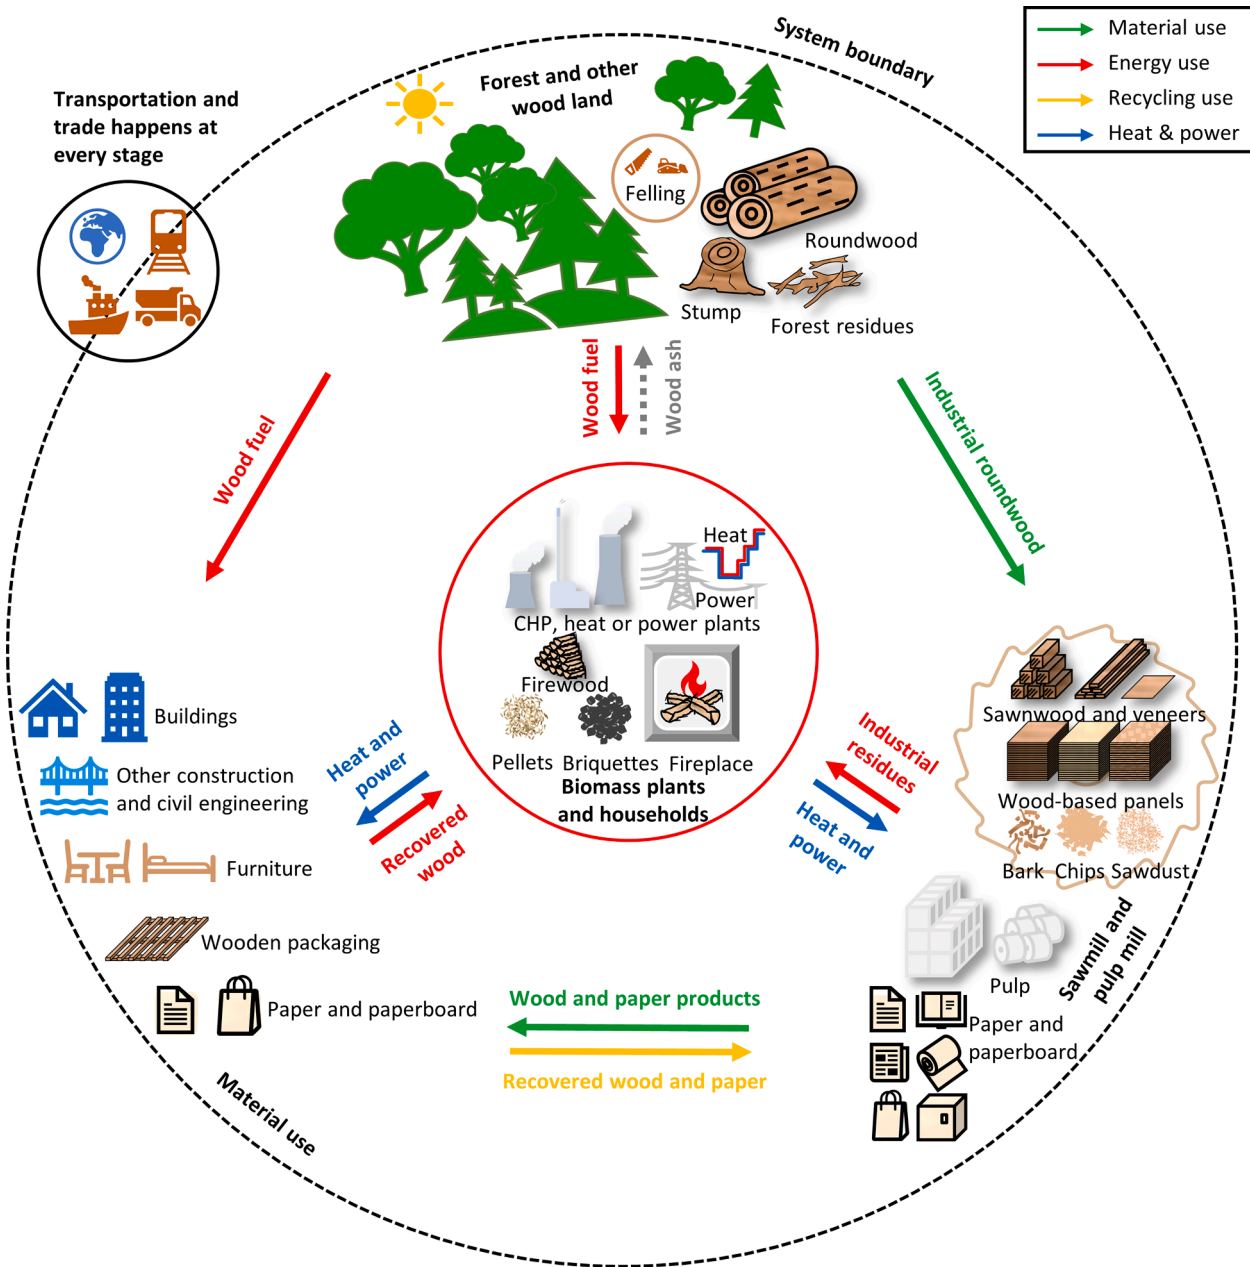 System boundary
Material use
Energy use
Recycling use
Heat & power
Transportation and
trade happens at
every stage
Forest and other
wood land
Felling
Roundwood
Stump
Forest residues
Wood fuel
Wood fuel
Wood ash
Industrial roundwood
Heat
Power
CHP, heat or power plants
Firewood
Pellets
Briquettes
Fireplace
Biomass plants
and households
Buildings
Other construction
and civil engineering
Furniture
Wooden packaging
Paper and paperboard
Material use
Heat and
power
Recovered
wood
Industrial
residues
Heat and
power
Sawnwood and veneers
Wood-based panels
Bark
Chips
Sawdust
Sawmill and
pulp mill
Pulp
Paper and
paperboard
Wood and paper products
Recovered wood and paper